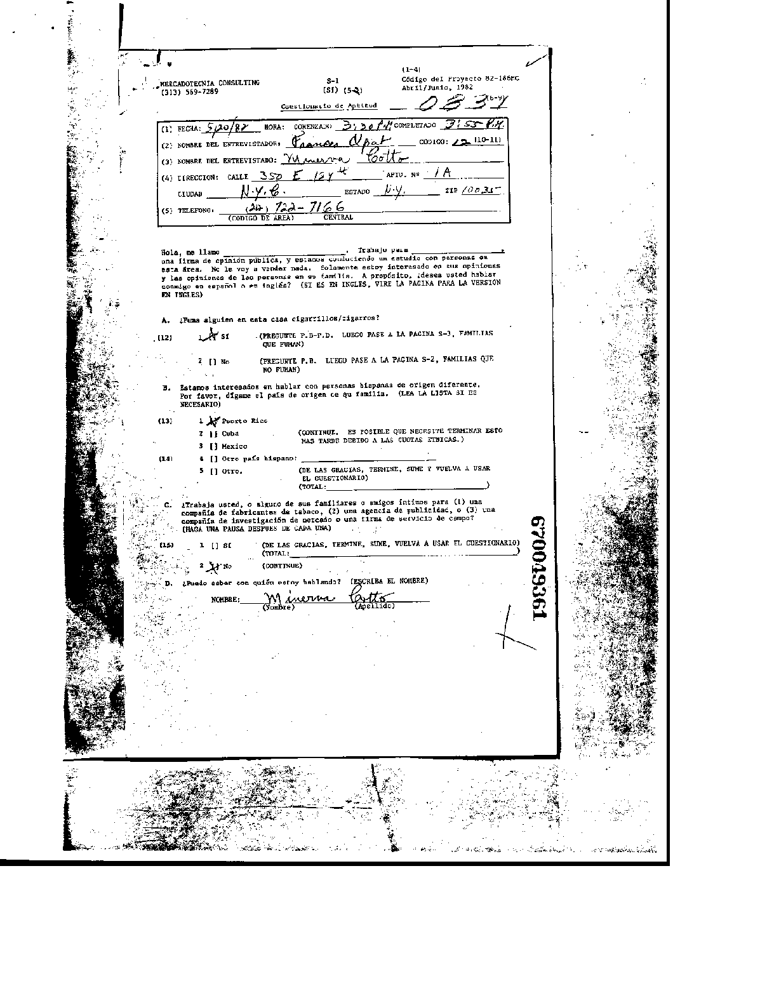 (1-4)
MERCADOTECNIA CONSULTING S-1 Código del Proyecto 82-166PC
(313) 569-7289 (SI) (5-2) Abril/Junio, 1982
Cuestionario de Aptitud 0 3 3
(1) FECHA: 5/20/82 HORA: COMENZADO 3:30 P.M COMPLETADO 3:55 P.M.
(2) NOMBRE DEL ENTREVISTADOR: Frances CODIGO: 12 (10-11)
(3) NOMBRE DEL ENTREVISTADO: Minerva Cotto
(4) DIRECCION: CALLE 350 E 124 th APTO. Nº 1A
CIUDAD N.Y.C. ESTADO N.Y. ZIP 10035
(5) TELEFONO: (212) 722-7166
(CODIGO DE AREA) CENTRAL
Hola, me llamo ____. Trabajo para ____,
una firma de opinión pública, y estamos conduciendo un estudio con personas en
esta área. No le voy a vender nada. Solamente estoy interesado en sus opiniones
y las opiniones de las personas en su familia. A propósito, ¿desea usted hablar
conmigo en español o en inglés? (SI ES EN INGLES, VIRE LA PAGINA PARA LA VERSION
EN INGLES)
A. ¿Fuma alguien en esta casa cigarrillos/cigarros?
(12) 1 [X] Sí (PREGUNTE P.B-P.D. LUEGO PASE A LA PAGINA S-3, FAMILIAS
QUE FUMAN)
2 [] No (PREGUNTE P.B. LUEGO PASE A LA PAGINA S-2, FAMILIAS QUE
NO FUMAN)
B. Estamos interesados en hablar con personas hispanas de origen diferente.
Por favor, dígame el país de origen de su familia. (LEA LA LISTA SI ES
NECESARIO)
(13) 1 [X] Puerto Rico
2 [] Cuba (CONTINUE. ES POSIBLE QUE NECESITE TERMINAR ESTO
MAS TARDE DEBIDO A LAS CUOTAS ETNICAS.)
3 [] Mexico
(14) 4 [] Otro país hispano: ____
5 [] Otro. (DE LAS GRACIAS, TERMINE, SUME Y VUELVA A USAR
EL CUESTIONARIO)
(TOTAL: ____)
C. ¿Trabaja usted, o alguno de sus familiares o amigos íntimos para (1) una
compañía de fabricantes de tabaco, (2) una agencia de publicidad, o (3) una
compañía de investigación de mercado o una firma de servicio de campo?
(HAGA UNA PAUSA DESPUES DE CADA UNA)
(15) 1 [] Sí (DE LAS GRACIAS, TERMINE, SUME, VUELVA A USAR EL CUESTIONARIO)
(TOTAL: ____)
2 [X] No (CONTINUE)
D. ¿Puedo saber con quién estoy hablando? (ESCRIBA EL NOMBRE)
NOMBRE: Minerva Cotto
(Nombre) (Apellido)
670049361